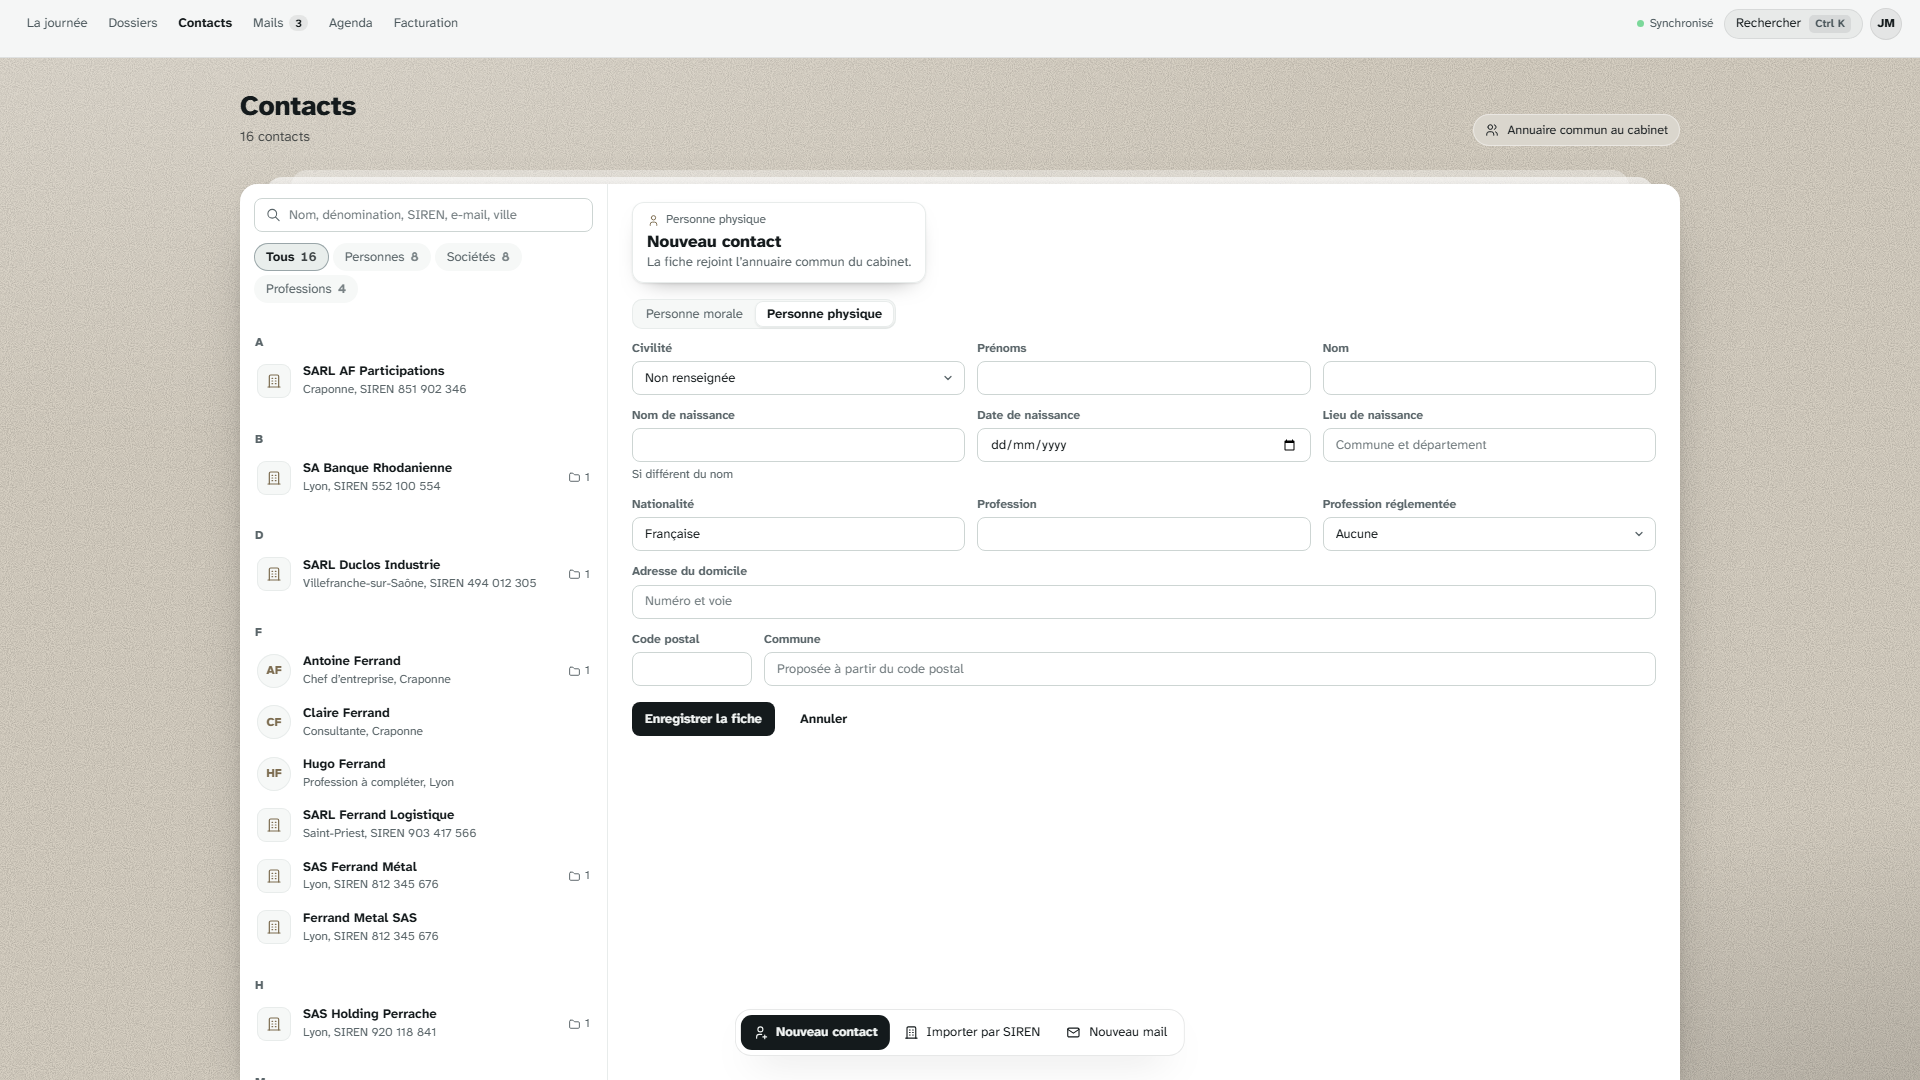 La journée Dossiers Contacts Mails 3 Agenda Facturation Synchronisé Rechercher Ctrl K JM
Contacts
16 contacts
Annuaire commun au cabinet
Nom, dénomination, SIREN, e-mail, ville
Tous 16 Personnes 8 Sociétés 8
Professions 4
A
SARL AF Participations
Craponne, SIREN 851 902 346
B
SA Banque Rhodanienne
Lyon, SIREN 552 100 554
1
D
SARL Duclos Industrie
Villefranche-sur-Saône, SIREN 494 012 305
1
F
AF
Antoine Ferrand
Chef d'entreprise, Craponne
1
CF
Claire Ferrand
Consultante, Craponne
HF
Hugo Ferrand
Profession à compléter, Lyon
SARL Ferrand Logistique
Saint-Priest, SIREN 903 417 566
SAS Ferrand Métal
Lyon, SIREN 812 345 676
1
Ferrand Metal SAS
Lyon, SIREN 812 345 676
H
SAS Holding Perrache
Lyon, SIREN 920 118 841
1
Personne physique
Nouveau contact
La fiche rejoint l'annuaire commun du cabinet.
Personne morale Personne physique
Civilité Prénoms Nom
Non renseignée
Nom de naissance Date de naissance Lieu de naissance
dd/mm/yyyy Commune et département
Si différent du nom
Nationalité Profession Profession réglementée
Française Aucune
Adresse du domicile
Numéro et voie
Code postal Commune
Proposée à partir du code postal
Enregistrer la fiche Annuler
Nouveau contact Importer par SIREN Nouveau mail